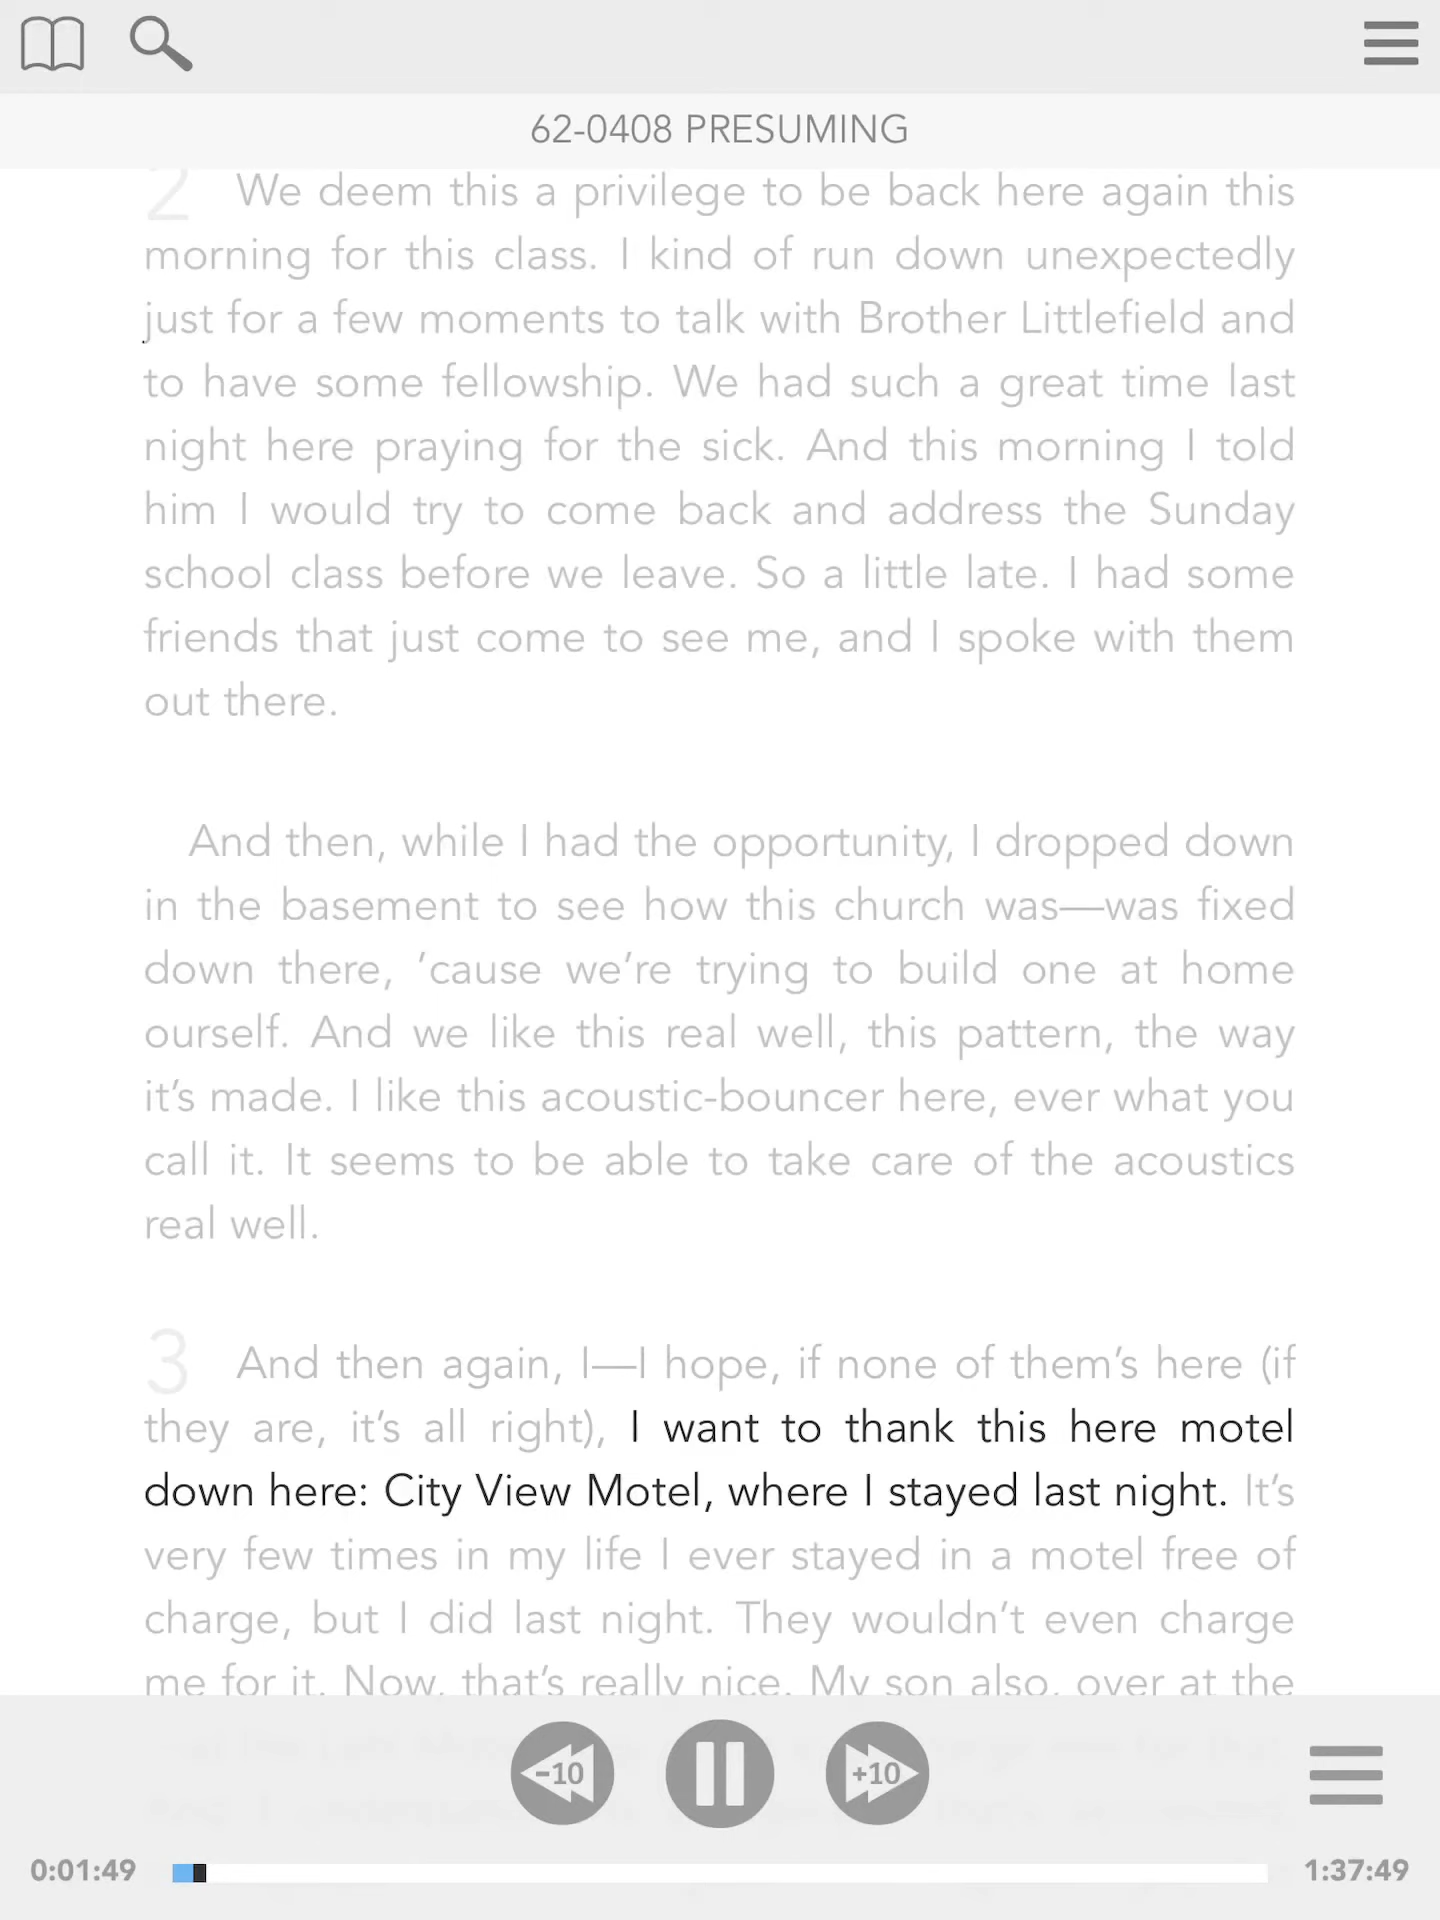 62-0408 PRESUMING
2 We deem this a privilege to be back here again this
morning for this class. I kind of run down unexpectedly
just for a few moments to talk with Brother Littlefield and
to have some fellowship. We had such a great time last
night here praying for the sick. And this morning I told
him I would try to come back and address the Sunday
school class before we leave. So a little late. I had some
friends that just come to see me, and I spoke with them
out there.
And then, while I had the opportunity, I dropped down
in the basement to see how this church was—was fixed
down there, ’cause we’re trying to build one at home
ourself. And we like this real well, this pattern, the way
it’s made. I like this acoustic-bouncer here, ever what you
call it. It seems to be able to take care of the acoustics
real well.
3 And then again, I—I hope, if none of them’s here (if
they are, it’s all right), I want to thank this here motel
down here: City View Motel, where I stayed last night. It’s
very few times in my life I ever stayed in a motel free of
charge, but I did last night. They wouldn’t even charge
me for it. Now, that’s really nice. My son also, over at the
-10 +10
0:01:49 1:37:49